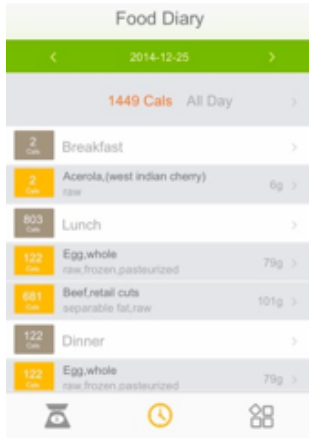 Food Diary
< 2014-12-25 >
1449 Cals All Day >
2 Cals Breakfast >
2 Cals Acerola,(west indian cherry) raw 6g >
803 Cals Lunch >
122 Cals Egg,whole raw,frozen,pasteurized 79g >
681 Cals Beef,retail cuts separable fat,raw 101g >
122 Cals Dinner >
122 Cals Egg,whole raw,frozen,pasteurized 79g >